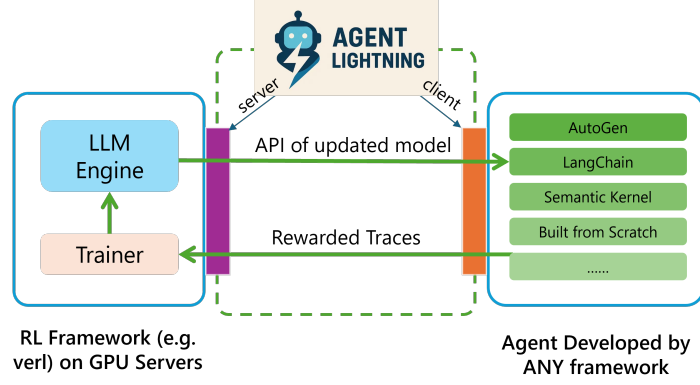 AGENT
LIGHTNING
server
client
LLM
Engine
Trainer
API of updated model
Rewarded Traces
AutoGen
LangChain
Semantic Kernel
Built from Scratch
......
RL Framework (e.g.
verl) on GPU Servers
Agent Developed by
ANY framework